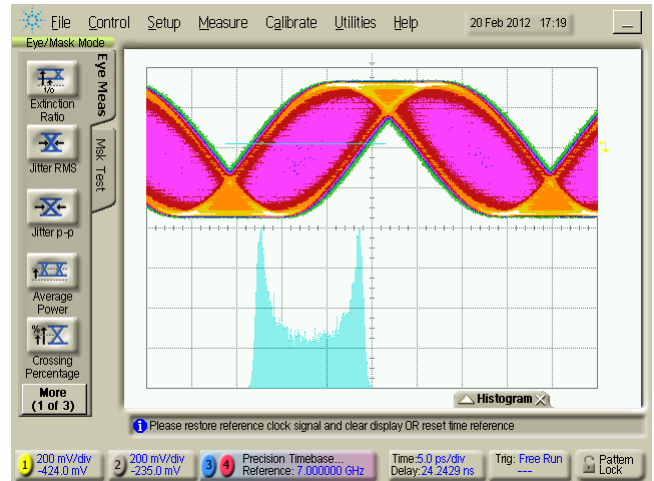 File Control Setup Measure Calibrate Utilities Help 20 Feb 2012 17:19
Eye/Mask Mode
Eye Meas
Msk Test
1/0
Extinction
Ratio
Jitter RMS
Jitter p-p
Average
Power
%
Crossing
Percentage
More
(1 of 3)
Histogram
Please restore reference clock signal and clear display OR reset time reference
1 200 mV/div
-424.0 mV
2 200 mV/div
-235.0 mV
3 4 Precision Timebase...
Reference: 7.000000 GHz
Time:5.0 ps/div
Delay:24.2429 ns
Trig: Free Run
---
Pattern
Lock